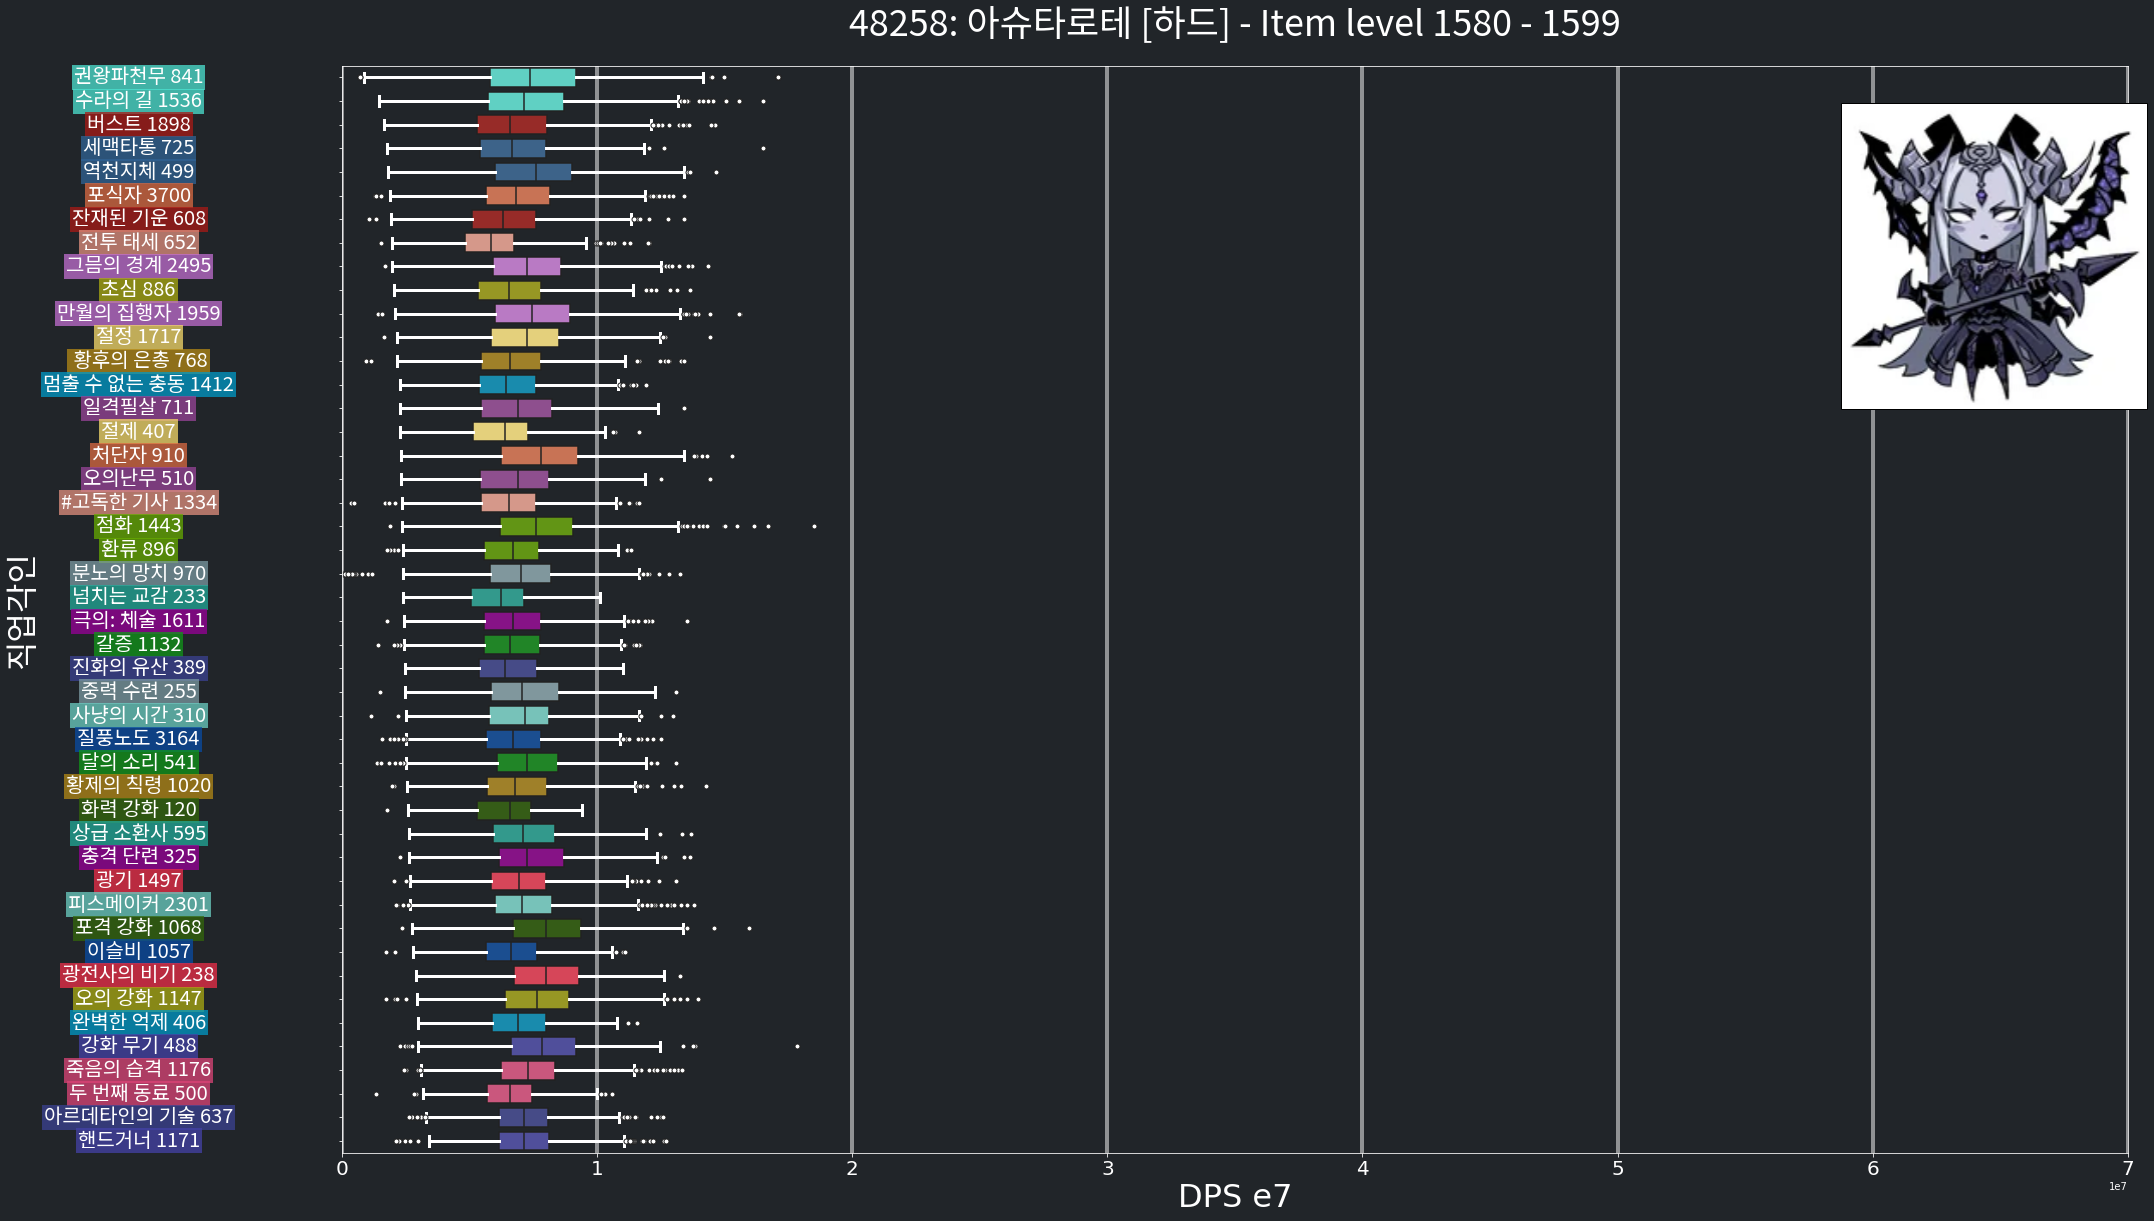 48258: 아슈타로테 [하드] - Item level 1580 - 1599
직업각인
권왕파천무 841
수라의 길 1536
버스트 1898
세맥타통 725
역천지체 499
포식자 3700
잔재된 기운 608
전투 태세 652
그믐의 경계 2495
초심 886
만월의 집행자 1959
절정 1717
황후의 은총 768
멈출 수 없는 충동 1412
일격필살 711
절제 407
처단자 910
오의난무 510
#고독한 기사 1334
점화 1443
환류 896
분노의 망치 970
넘치는 교감 233
극의: 체술 1611
갈증 1132
진화의 유산 389
중력 수련 255
사냥의 시간 310
질풍노도 3164
달의 소리 541
황제의 칙령 1020
화력 강화 120
상급 소환사 595
충격 단련 325
광기 1497
피스메이커 2301
포격 강화 1068
이슬비 1057
광전사의 비기 238
오의 강화 1147
완벽한 억제 406
강화 무기 488
죽음의 습격 1176
두 번째 동료 500
아르데타인의 기술 637
핸드거너 1171
0 1 2 3 4 5 6 7
1e7
DPS e7